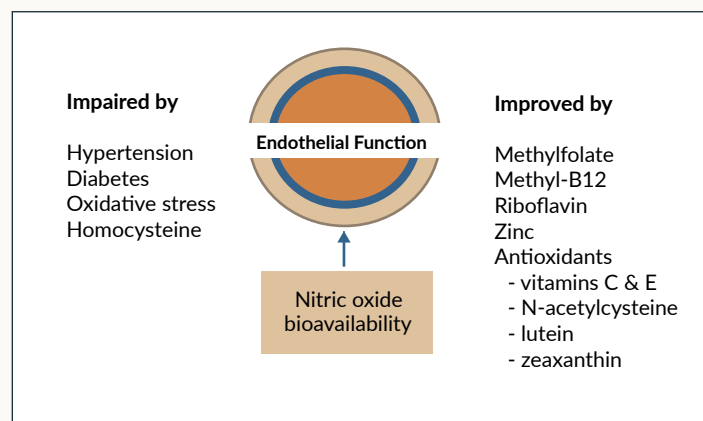 Impaired by
Hypertension
Diabetes
Oxidative stress
Homocysteine
Endothelial Function
Nitric oxide
bioavailability
Improved by
Methylfolate
Methyl-B12
Riboflavin
Zinc
Antioxidants
- vitamins C & E
- N-acetylcysteine
- lutein
- zeaxanthin